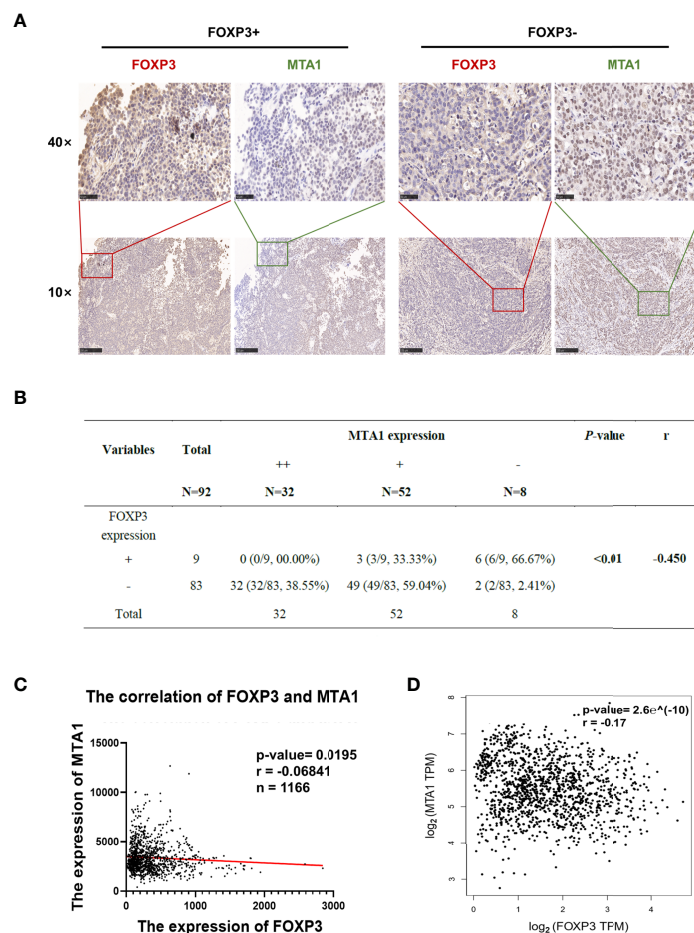 A
FOXP3+ FOXP3-
FOXP3 MTA1 FOXP3 MTA1
40×
10×
B
Variables Total MTA1 expression P-value r
++ + -
N=92 N=32 N=52 N=8
FOXP3
expression
+ 9 0 (0/9, 00.00%) 3 (3/9, 33.33%) 6 (6/9, 66.67%) <0.01 -0.450
- 83 32 (32/83, 38.55%) 49 (49/83, 59.04%) 2 (2/83, 2.41%)
Total 32 52 8
C
The correlation of FOXP3 and MTA1
The expression of MTA1
15000
10000
5000
0
p-value= 0.0195
r = -0.06841
n = 1166
0 1000 2000 3000
The expression of FOXP3
D
log2 (MTA1 TPM)
8
7
6
5
4
3
p-value= 2.6e^(-10)
r = -0.17
0 1 2 3 4
log2 (FOXP3 TPM)